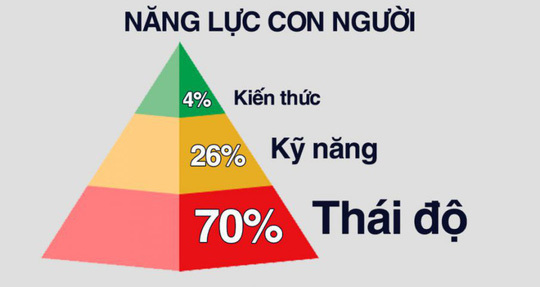 NĂNG LỰC CON NGƯỜI
4% Kiến thức
26% Kỹ năng
70% Thái độ